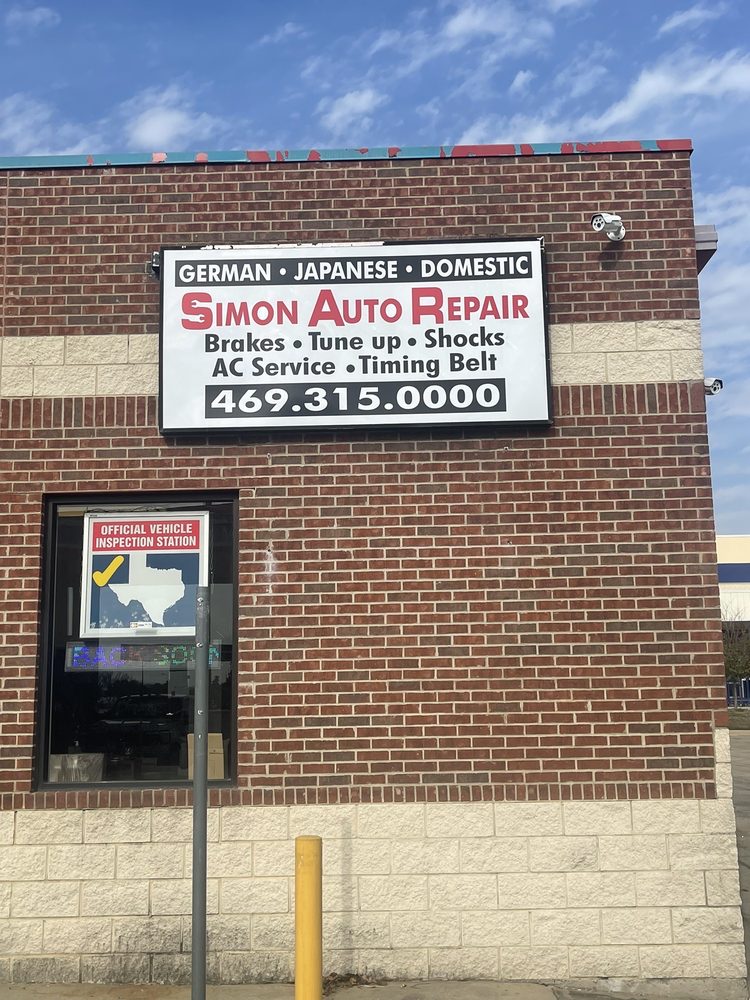 GERMAN • JAPANESE • DOMESTIC
SIMON AUTO REPAIR
Brakes • Tune up • Shocks
AC Service • Timing Belt
469.315.0000
OFFICIAL VEHICLE
INSPECTION STATION